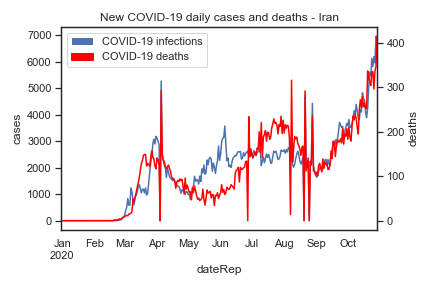 New COVID-19 daily cases and deaths - Iran
COVID-19 infections
COVID-19 deaths
7000
6000
5000
4000
3000
2000
1000
0
cases
400
300
200
100
0
deaths
Jan Feb Mar Apr May Jun Jul Aug Sep Oct
2020
dateRep